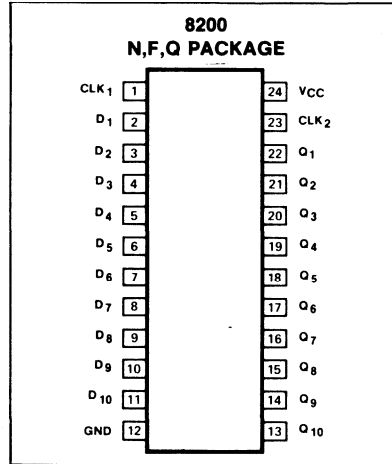 8200
N,F,Q PACKAGE
CLK1 1 24 VCC
D1 2 23 CLK2
D2 3 22 Q1
D3 4 21 Q2
D4 5 20 Q3
D5 6 19 Q4
D6 7 18 Q5
D7 8 17 Q6
D8 9 16 Q7
D9 10 15 Q8
D10 11 14 Q9
GND 12 13 Q10